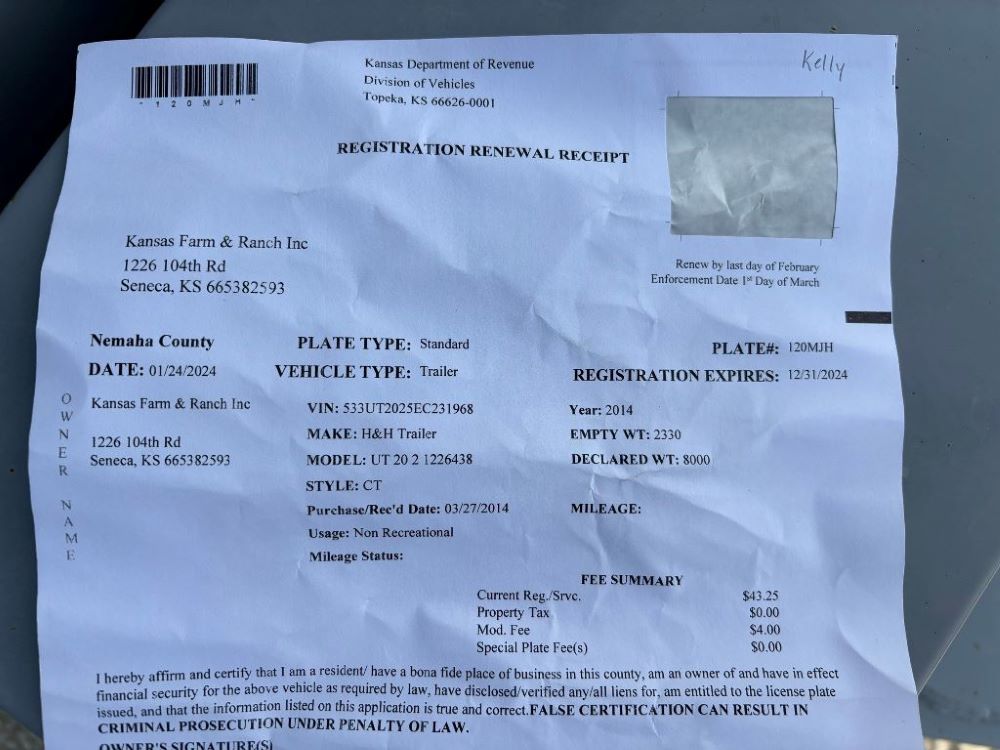 Kelly
Kansas Department of Revenue
Division of Vehicles
Topeka, KS 66626-0001
* 1 2 0 M J H *
REGISTRATION RENEWAL RECEIPT
Kansas Farm & Ranch Inc
1226 104th Rd
Seneca, KS 665382593
Renew by last day of February
Enforcement Date 1st Day of March
Nemaha County PLATE TYPE: Standard PLATE#: 120MJH
DATE: 01/24/2024 VEHICLE TYPE: Trailer REGISTRATION EXPIRES: 12/31/2024
OWNER NAME
Kansas Farm & Ranch Inc
1226 104th Rd
Seneca, KS 665382593
VIN: 533UT2025EC231968 Year: 2014
MAKE: H&H Trailer EMPTY WT: 2330
MODEL: UT 20 2 1226438 DECLARED WT: 8000
STYLE: CT
Purchase/Rec'd Date: 03/27/2014 MILEAGE:
Usage: Non Recreational
Mileage Status:
FEE SUMMARY
Current Reg./Srvc. $43.25
Property Tax $0.00
Mod. Fee $4.00
Special Plate Fee(s) $0.00
I hereby affirm and certify that I am a resident/ have a bona fide place of business in this county, am an owner of and have in effect
financial security for the above vehicle as required by law, have disclosed/verified any/all liens for, am entitled to the license plate
issued, and that the information listed on this application is true and correct.FALSE CERTIFICATION CAN RESULT IN
CRIMINAL PROSECUTION UNDER PENALTY OF LAW.
OWNER'S SIGNATURE(S)